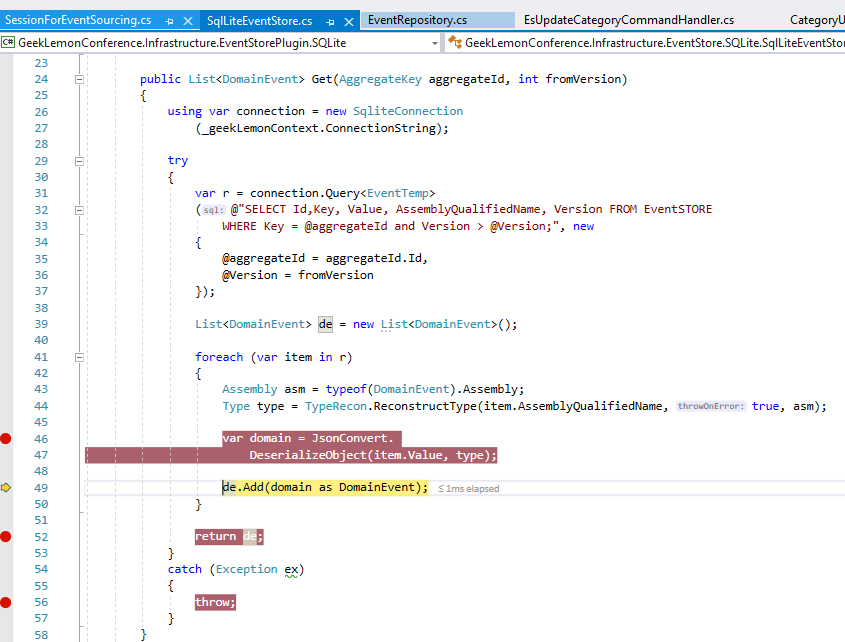 SessionForEventSourcing.cs SqlLiteEventStore.cs EventRepository.cs EsUpdateCategoryCommandHandler.cs CategoryU
C# GeekLemonConference.Infrastructure.EventStorePlugin.SQLite GeekLemonConference.Infrastructure.EventStore.SQLite.SqlLiteEventStor
23
24 public List<DomainEvent> Get(AggregateKey aggregateId, int fromVersion)
25 {
26 using var connection = new SqliteConnection
27 (_geekLemonContext.ConnectionString);
28
29 try
30 {
31 var r = connection.Query<EventTemp>
32 (sql: @"SELECT Id,Key, Value, AssemblyQualifiedName, Version FROM EventSTORE
33 WHERE Key = @aggregateId and Version > @Version;", new
34 {
35 @aggregateId = aggregateId.Id,
36 @Version = fromVersion
37 });
38
39 List<DomainEvent> de = new List<DomainEvent>();
40
41 foreach (var item in r)
42 {
43 Assembly asm = typeof(DomainEvent).Assembly;
44 Type type = TypeRecon.ReconstructType(item.AssemblyQualifiedName, throwOnError: true, asm);
45
46 var domain = JsonConvert.
47 DeserializeObject(item.Value, type);
48
49 de.Add(domain as DomainEvent); ≤ 1ms elapsed
50 }
51
52 return de;
53 }
54 catch (Exception ex)
55 {
56 throw;
57 }
58 }